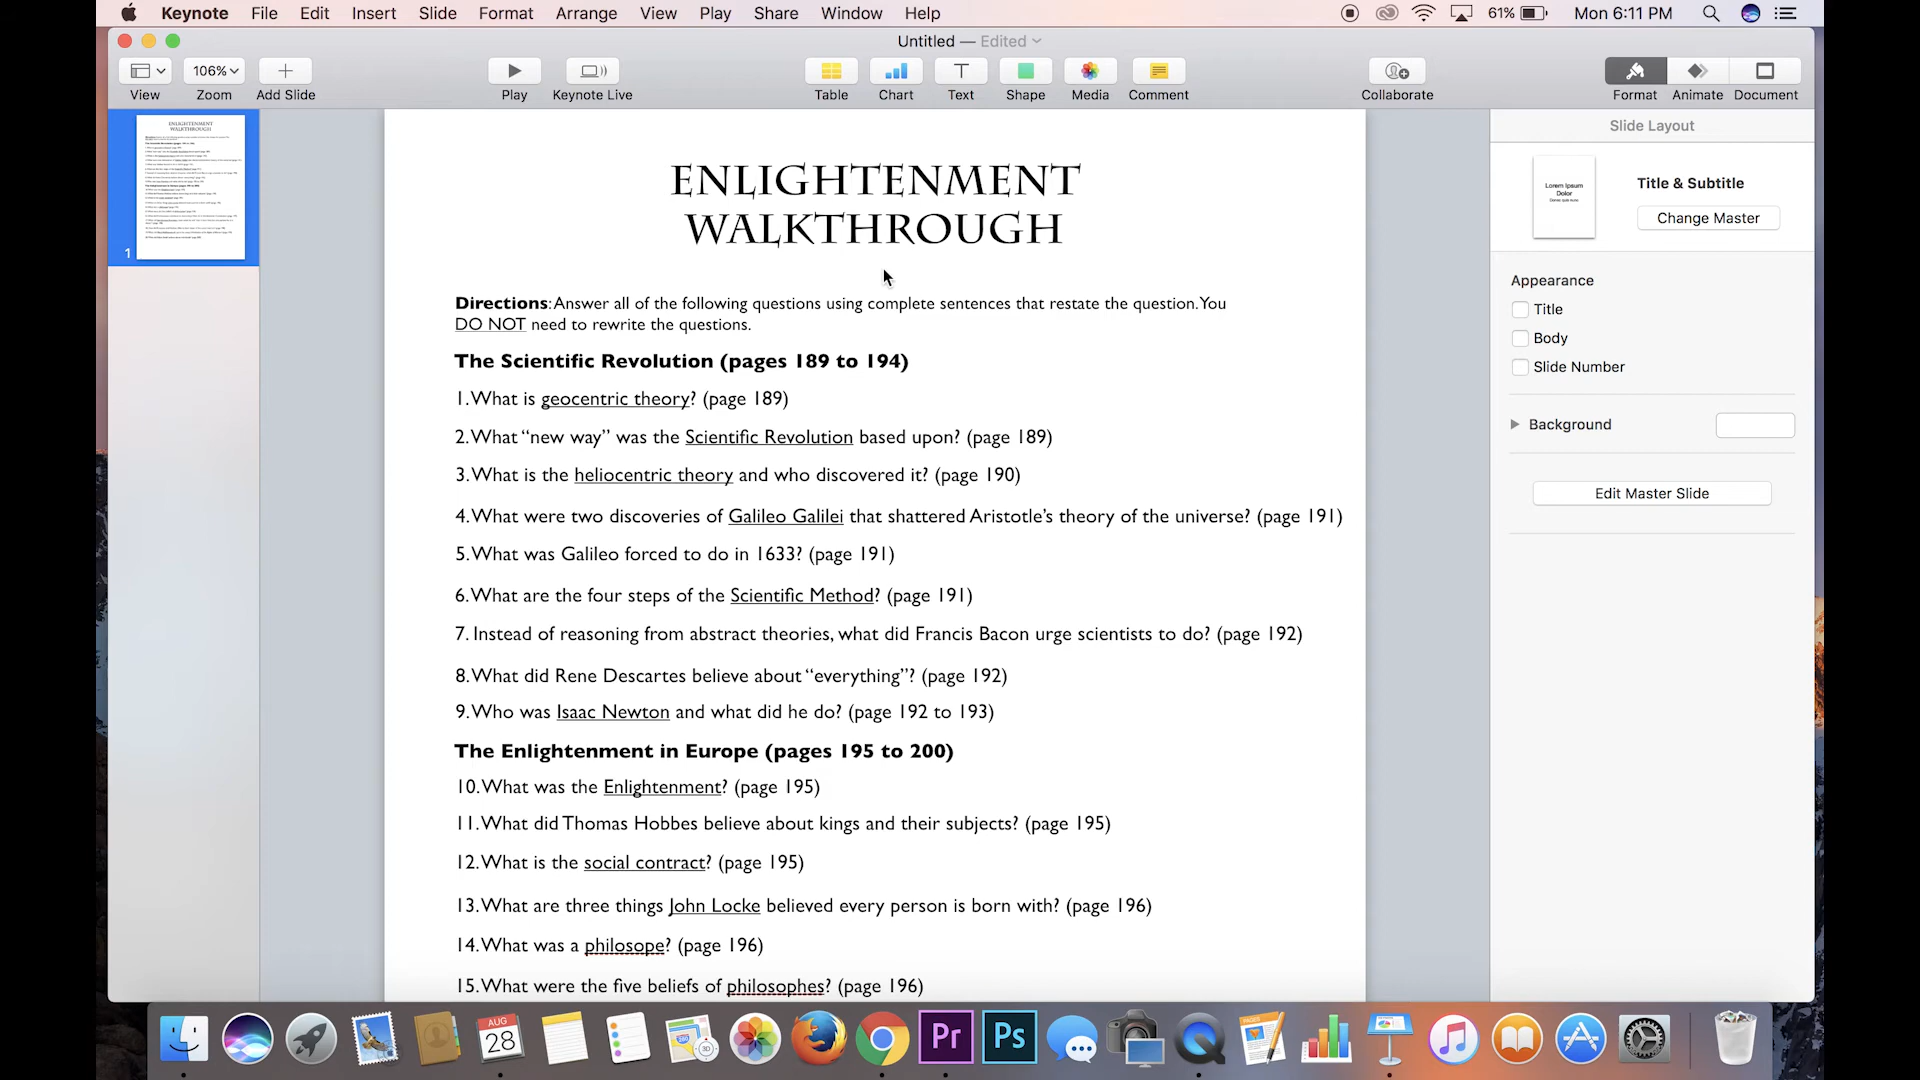 Keynote File Edit Insert Slide Format Arrange View Play Share Window Help 61% Mon 6:11 PM
Untitled — Edited
106%
View Zoom Add Slide Play Keynote Live Table Chart Text Shape Media Comment Collaborate Format Animate Document
Slide Layout
Lorem Ipsum
Dolor
Title & Subtitle
Change Master
Appearance
Title
Body
Slide Number
Background
Edit Master Slide
1
ENLIGHTENMENT
WALKTHROUGH
Directions: Answer all of the following questions using complete sentences that restate the question. You
DO NOT need to rewrite the questions.
The Scientific Revolution (pages 189 to 194)
1. What is geocentric theory? (page 189)
2. What “new way” was the Scientific Revolution based upon? (page 189)
3. What is the heliocentric theory and who discovered it? (page 190)
4. What were two discoveries of Galileo Galilei that shattered Aristotle’s theory of the universe? (page 191)
5. What was Galileo forced to do in 1633? (page 191)
6. What are the four steps of the Scientific Method? (page 191)
7. Instead of reasoning from abstract theories, what did Francis Bacon urge scientists to do? (page 192)
8. What did Rene Descartes believe about “everything”? (page 192)
9. Who was Isaac Newton and what did he do? (page 192 to 193)
The Enlightenment in Europe (pages 195 to 200)
10. What was the Enlightenment? (page 195)
11. What did Thomas Hobbes believe about kings and their subjects? (page 195)
12. What is the social contract? (page 195)
13. What are three things John Locke believed every person is born with? (page 196)
14. What was a philosope? (page 196)
15. What were the five beliefs of philosophes? (page 196)
AUG
28
3D
Pr
Ps
PAGES